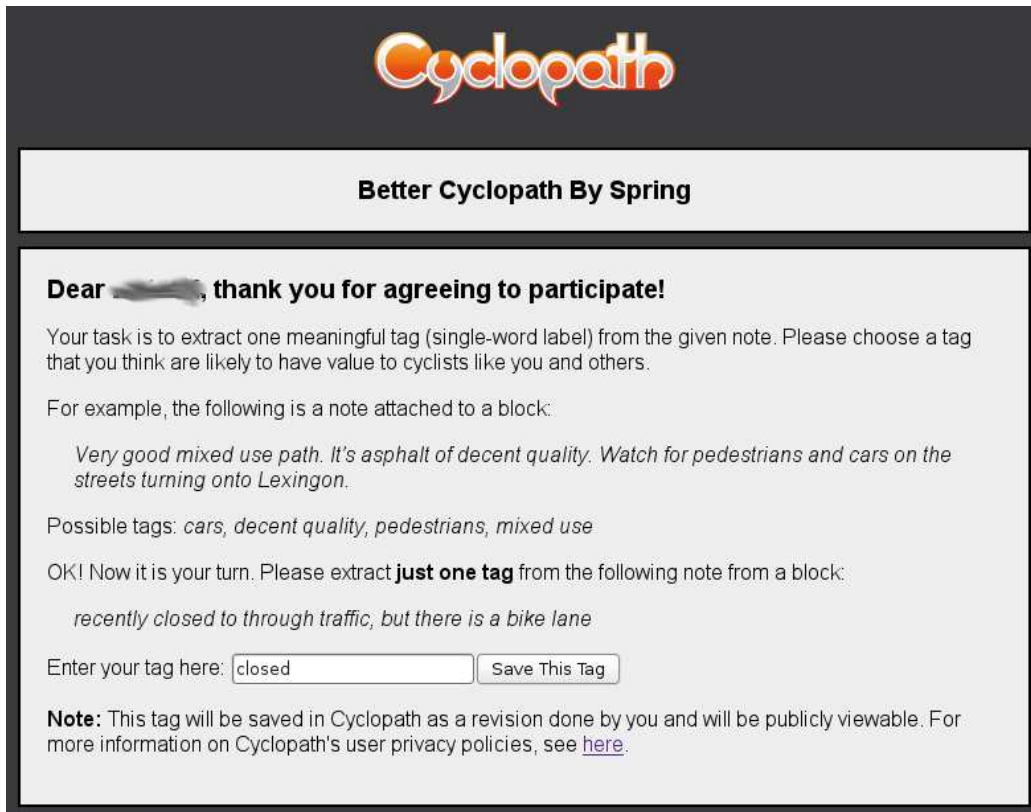 Cyclopath
Better Cyclopath By Spring
Dear , thank you for agreeing to participate!
Your task is to extract one meaningful tag (single-word label) from the given note. Please choose a tag
that you think are likely to have value to cyclists like you and others.
For example, the following is a note attached to a block:
Very good mixed use path. It's asphalt of decent quality. Watch for pedestrians and cars on the
streets turning onto Lexingon.
Possible tags: cars, decent quality, pedestrians, mixed use
OK! Now it is your turn. Please extract just one tag from the following note from a block:
recently closed to through traffic, but there is a bike lane
Enter your tag here: closed Save This Tag
Note: This tag will be saved in Cyclopath as a revision done by you and will be publicly viewable. For
more information on Cyclopath's user privacy policies, see here.